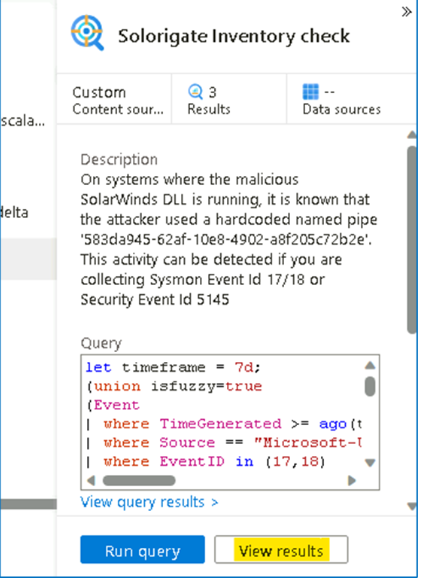 »
Solorigate Inventory check
Custom
Content sour...
3
Results
--
Data sources
scala...
delta
Description
On systems where the malicious
SolarWinds DLL is running, it is known that
the attacker used a hardcoded named pipe
'583da945-62af-10e8-4902-a8f205c72b2e'.
This activity can be detected if you are
collecting Sysmon Event Id 17/18 or
Security Event Id 5145
Query
let timeframe = 7d;
(union isfuzzy=true
(Event
| where TimeGenerated >= ago(t
| where Source == "Microsoft-
| where EventID in (17,18)
View query results >
Run query
View results